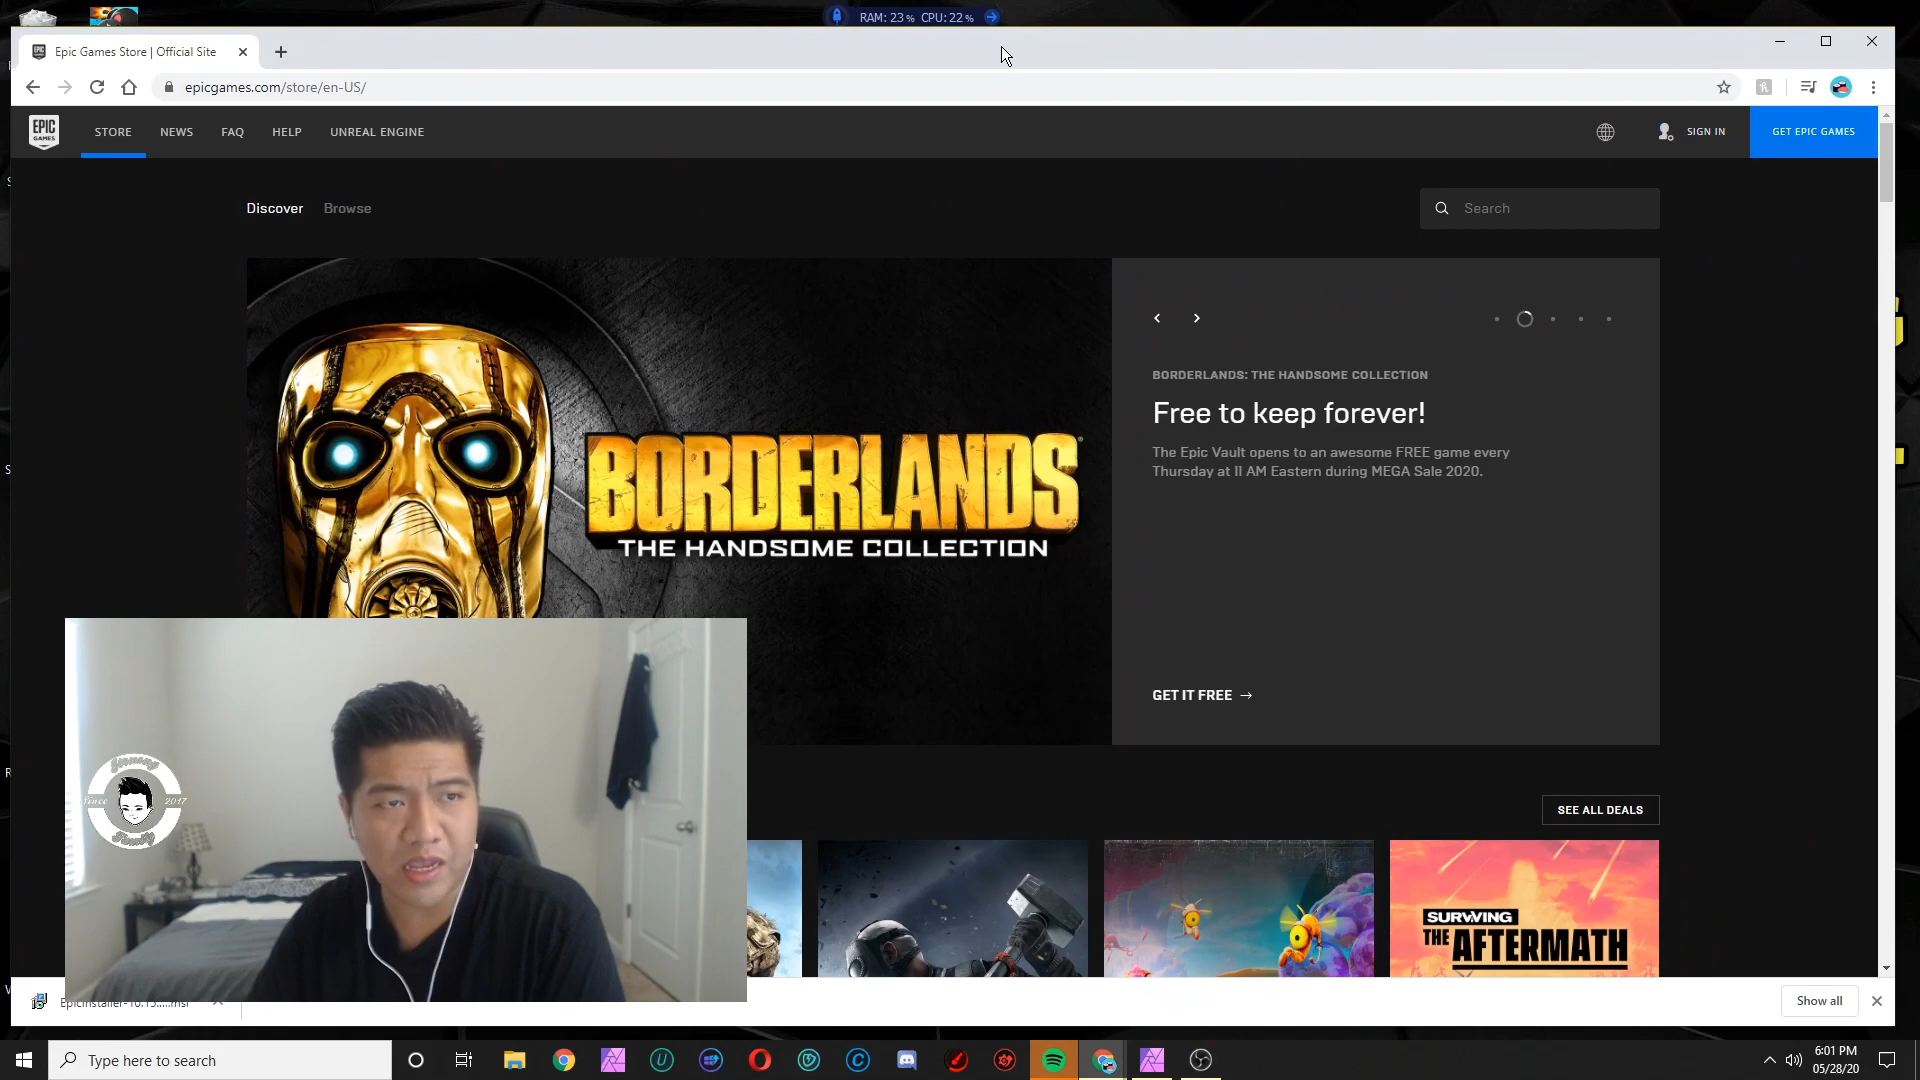 RAM: 23% CPU: 22%
Epic Games Store | Official Site
epicgames.com/store/en-US/
EPIC GAMES
STORE
NEWS
FAQ
HELP
UNREAL ENGINE
SIGN IN
GET EPIC GAMES
Discover
Browse
Search
BORDERLANDS
THE HANDSOME COLLECTION
BORDERLANDS: THE HANDSOME COLLECTION
Free to keep forever!
The Epic Vault opens to an awesome FREE game every
Thursday at 11 AM Eastern during MEGA Sale 2020.
GET IT FREE
SEE ALL DEALS
Since 2017
SURVIVING
THE AFTERMATH
Show all
Type here to search
6:01 PM
05/28/20